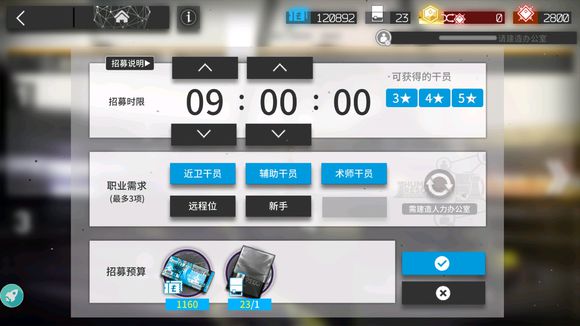 120892 23 0 2800
请建造办公室
招募说明▶
招募时限
09 : 00 : 00
·可获得的干员
3★ 4★ 5★
职业需求
(最多3项)
近卫干员 辅助干员 术师干员
远程位 新手
需建造人力办公室
招募预算
1160 23/1